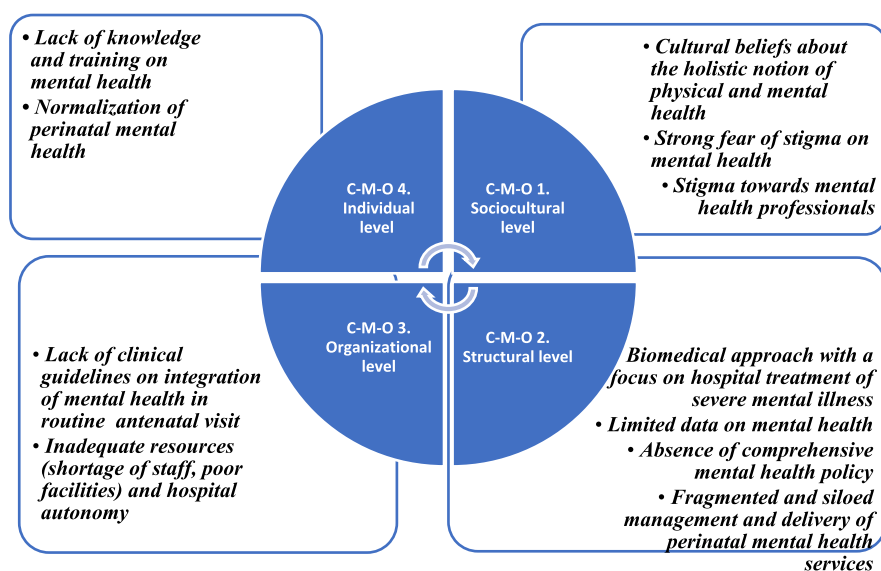 • Lack of knowledge
and training on
mental health
• Normalization of
perinatal mental
health
• Cultural beliefs about
the holistic notion of
physical and mental
health
• Strong fear of stigma on
mental health
• Stigma towards mental
health professionals
C-M-O 4.
Individual
level
C-M-O 1.
Sociocultural
level
C-M-O 3.
Organizational
level
C-M-O 2.
Structural level
• Lack of clinical
guidelines on integration
of mental health in
routine antenatal visit
• Inadequate resources
(shortage of staff, poor
facilities) and hospital
autonomy
Biomedical approach with a
focus on hospital treatment of
severe mental illness
• Limited data on mental health
• Absence of comprehensive
mental health policy
• Fragmented and siloed
management and delivery of
perinatal mental health
services